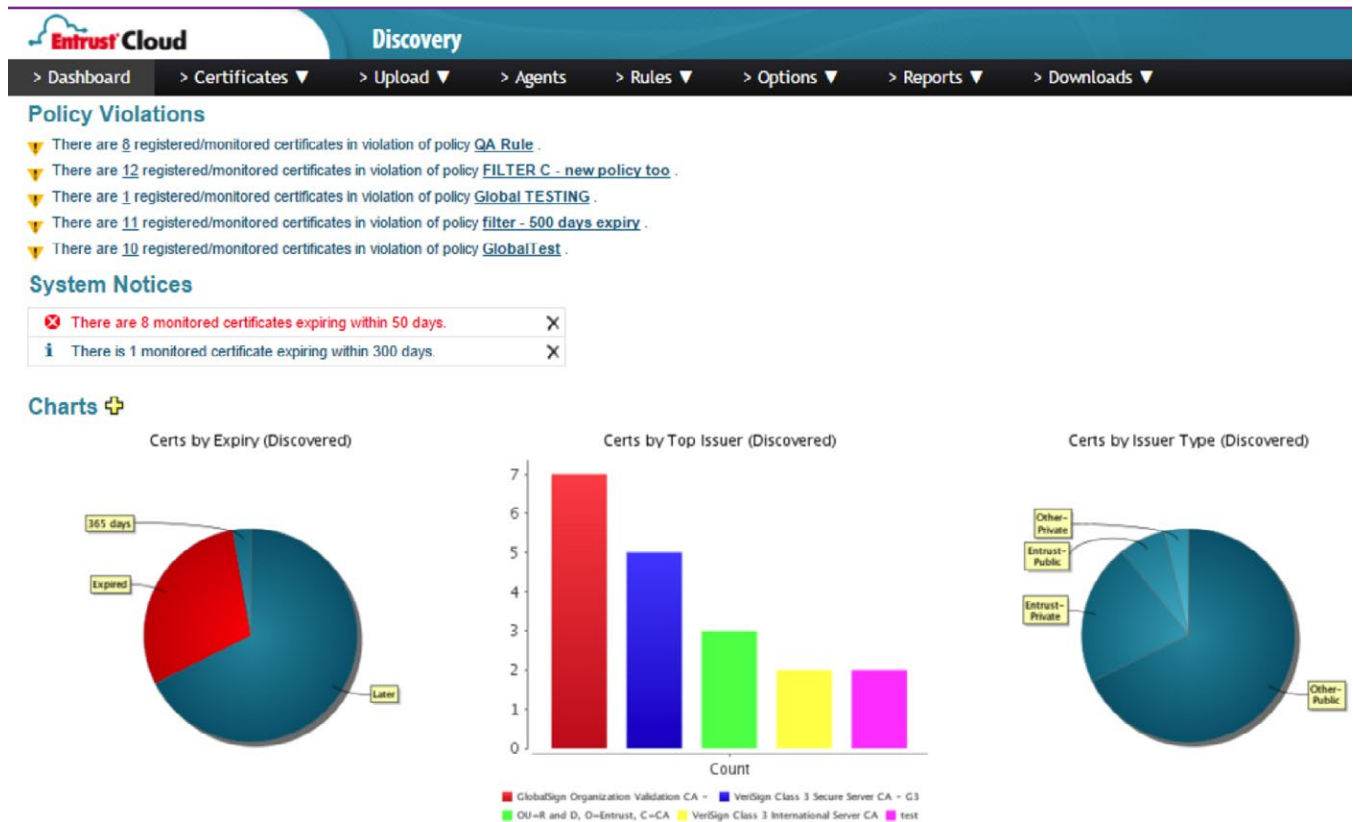 Entrust Cloud
Discovery
> Dashboard > Certificates ▼ > Upload ▼ > Agents > Rules ▼ > Options ▼ > Reports ▼ > Downloads ▼
Policy Violations
There are 8 registered/monitored certificates in violation of policy QA Rule .
There are 12 registered/monitored certificates in violation of policy FILTER C - new policy too .
There are 1 registered/monitored certificates in violation of policy Global TESTING .
There are 11 registered/monitored certificates in violation of policy filter - 500 days expiry .
There are 10 registered/monitored certificates in violation of policy GlobalTest .
System Notices
There are 8 monitored certificates expiring within 50 days.
There is 1 monitored certificate expiring within 300 days.
Charts
Certs by Expiry (Discovered)
365 days
Expired
Later
Certs by Top Issuer (Discovered)
7
6
5
4
3
2
1
0
Count
GlobalSign Organization Validation CA - VeriSign Class 3 Secure Server CA - G3
OU=R and D, O=Entrust, C=CA VeriSign Class 3 International Server CA test
Certs by Issuer Type (Discovered)
Other-
Private
Entrust-
Public
Entrust-
Private
Other-
Public